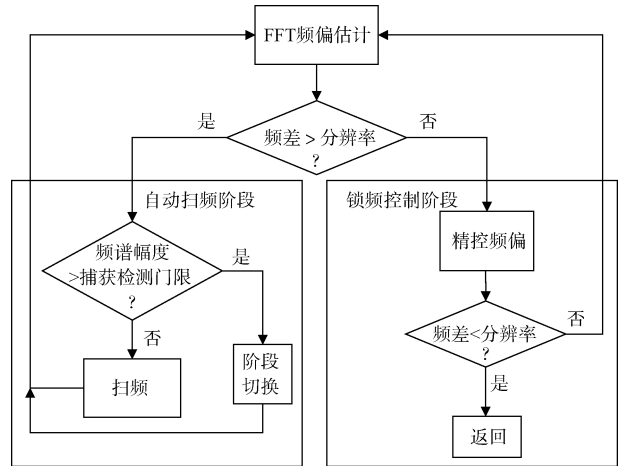 FFT频偏估计
是
频差 > 分辨率
?
否
自动扫频阶段
频谱幅度
>捕获检测门限
?
是
否
扫频
阶段
切换
锁频控制阶段
精控频偏
频差<分辨率
?
否
是
返回